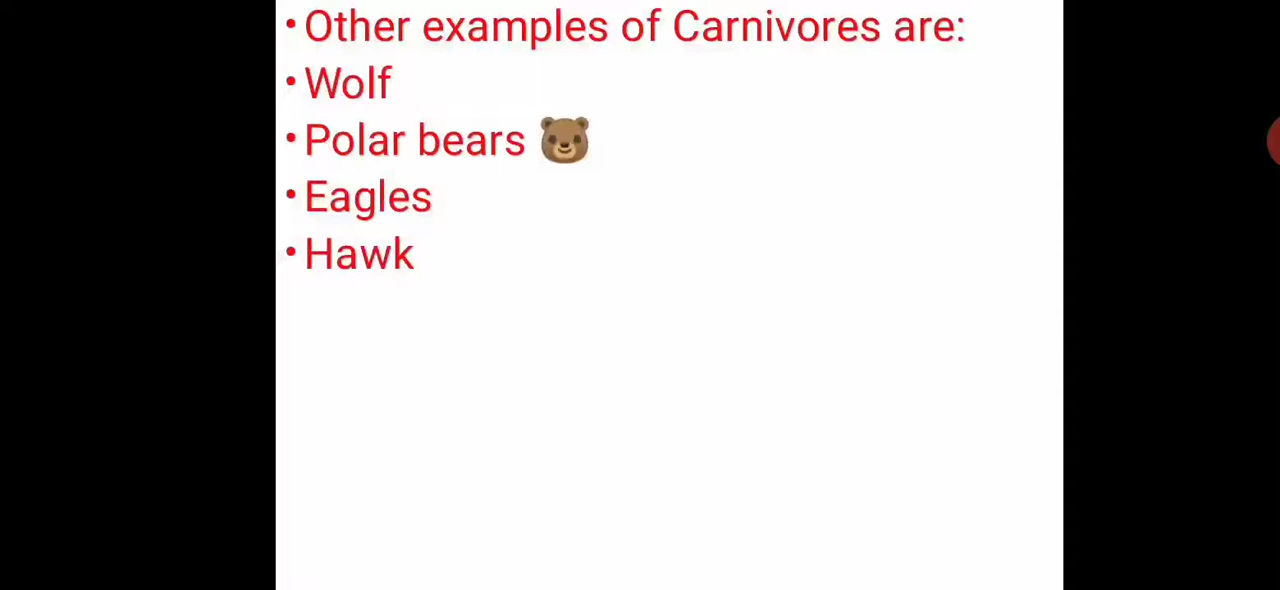 •Other examples of Carnivores are:
•Wolf
•Polar bears 🐻
•Eagles
•Hawk